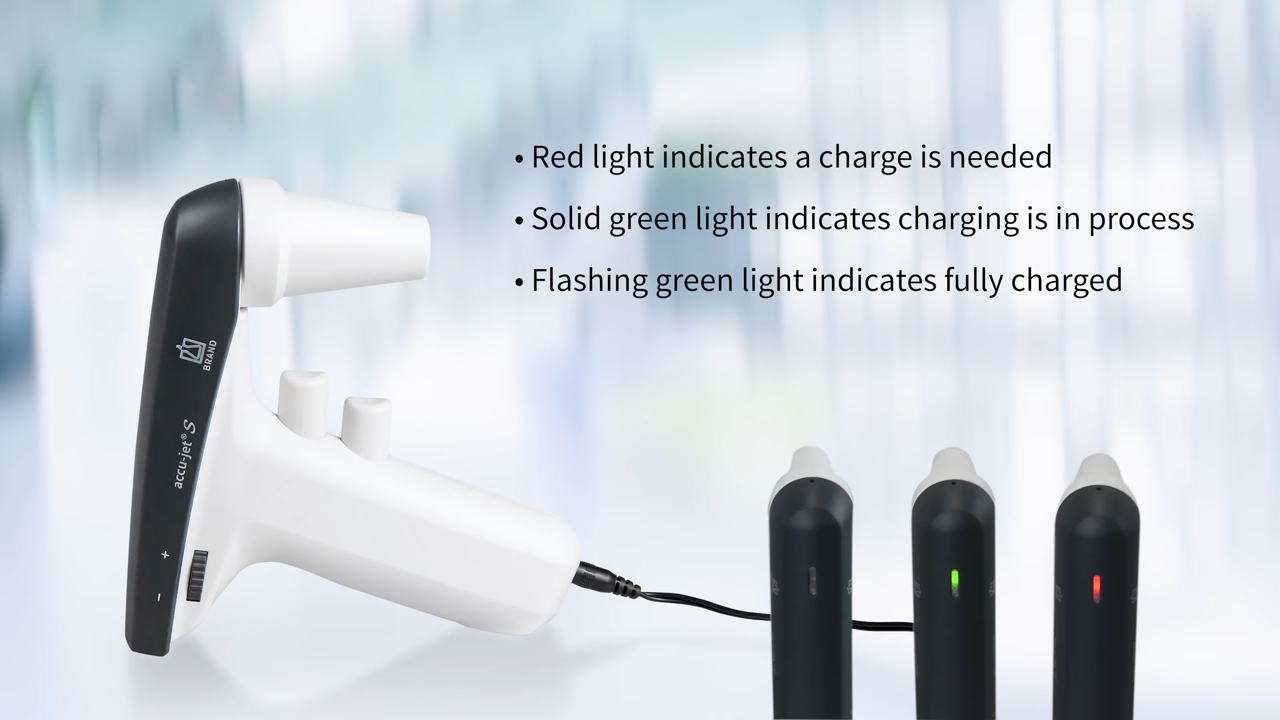 • Red light indicates a charge is needed
• Solid green light indicates charging is in process
• Flashing green light indicates fully charged
BRAND
accu-jet® S
+
-